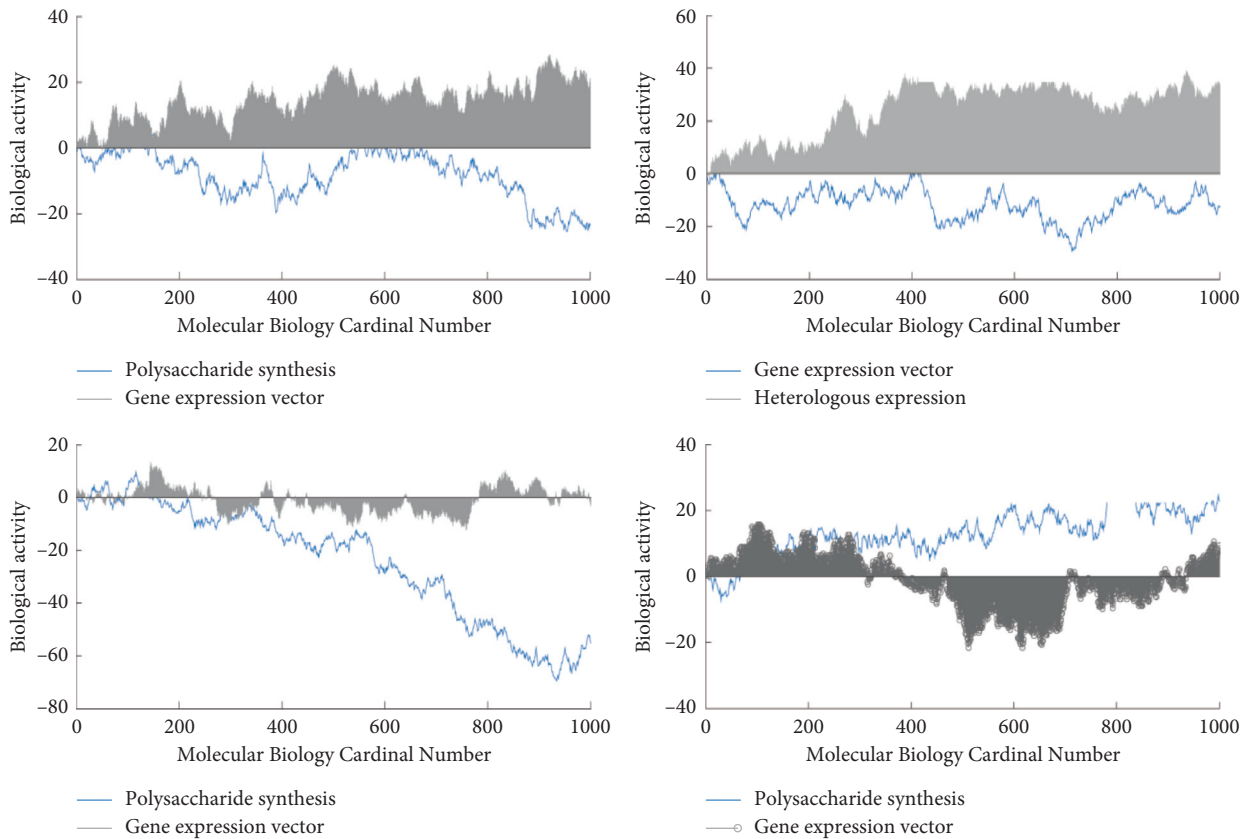 40
20
0
−20
−40
Biological activity
0 200 400 600 800 1000
Molecular Biology Cardinal Number
Polysaccharide synthesis
Gene expression vector
60
40
20
0
−20
−40
Biological activity
0 200 400 600 800 1000
Molecular Biology Cardinal Number
Gene expression vector
Heterologous expression
20
0
−20
−40
−60
−80
Biological activity
0 200 400 600 800 1000
Molecular Biology Cardinal Number
Polysaccharide synthesis
Gene expression vector
40
20
0
−20
−40
Biological activity
0 200 400 600 800 1000
Molecular Biology Cardinal Number
Polysaccharide synthesis
Gene expression vector